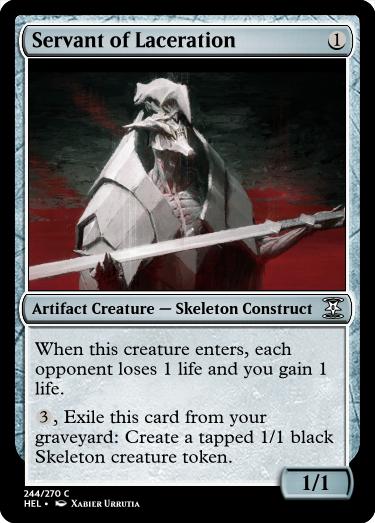 Servant of Laceration 1
Artifact Creature — Skeleton Construct
When this creature enters, each
opponent loses 1 life and you gain 1
life.
3, Exile this card from your
graveyard: Create a tapped 1/1 black
Skeleton creature token.
1/1
244/270 C
HEL • Xabier Urrutia